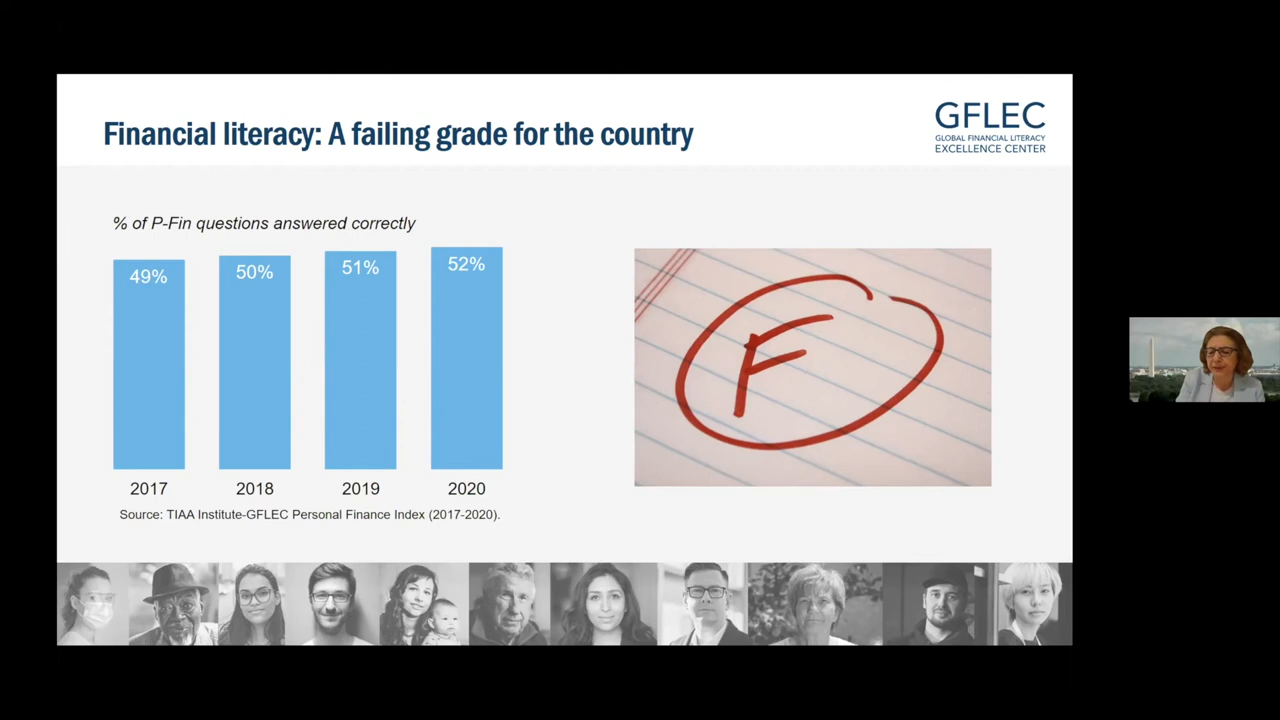 Financial literacy: A failing grade for the country
GFLEC
GLOBAL FINANCIAL LITERACY
EXCELLENCE CENTER
% of P-Fin questions answered correctly
49%
50%
51%
52%
F
2017
2018
2019
2020
Source: TIAA Institute-GFLEC Personal Finance Index (2017-2020).